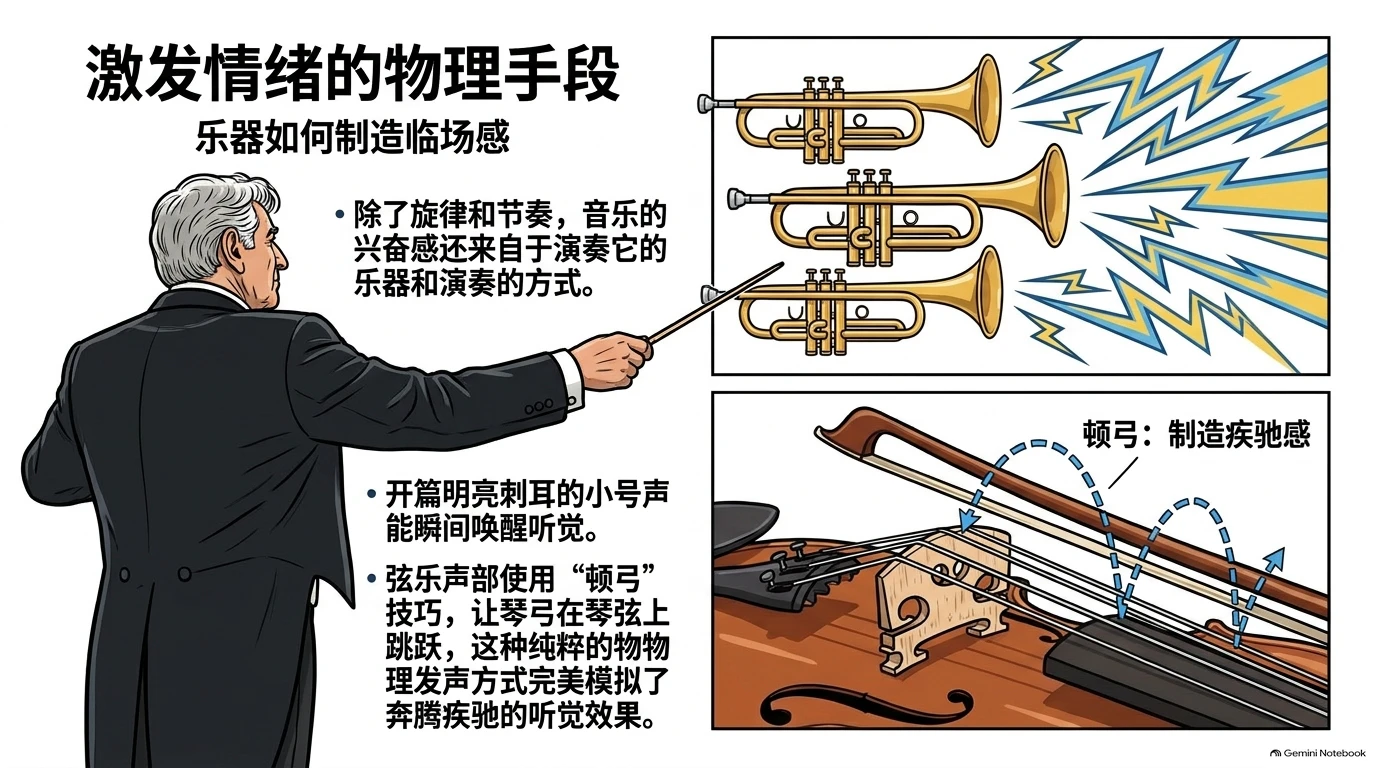 激发情绪的物理手段
乐器如何制造临场感
• 除了旋律和节奏，音乐的
兴奋感还来自于演奏它的
乐器和演奏的方式。
• 开篇明亮刺耳的小号声
能瞬间唤醒听觉。
• 弦乐声部使用“顿弓”
技巧，让琴弓在琴弦上
跳跃，这种纯粹的物物
理发声方式完美模拟了
奔腾疾驰的听觉效果。
顿弓：制造疾驰感
Gemini Notebook